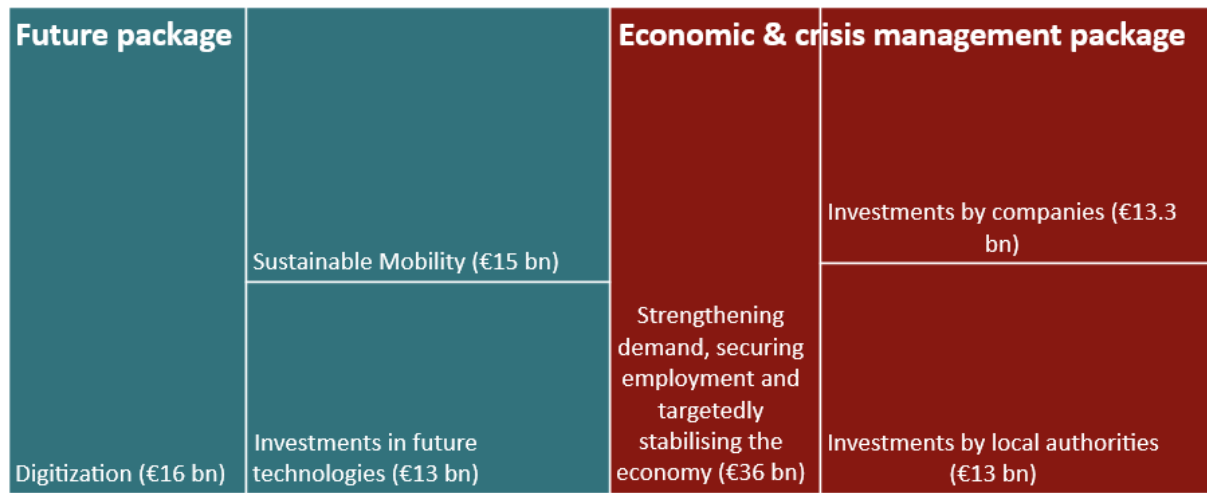 Future package
Digitization (€16 bn)
Sustainable Mobility (€15 bn)
Investments in future
technologies (€13 bn)
Economic & crisis management package
Strengthening
demand, securing
employment and
targetedly
stabilising the
economy (€36 bn)
Investments by companies (€13.3
bn)
Investments by local authorities
(€13 bn)